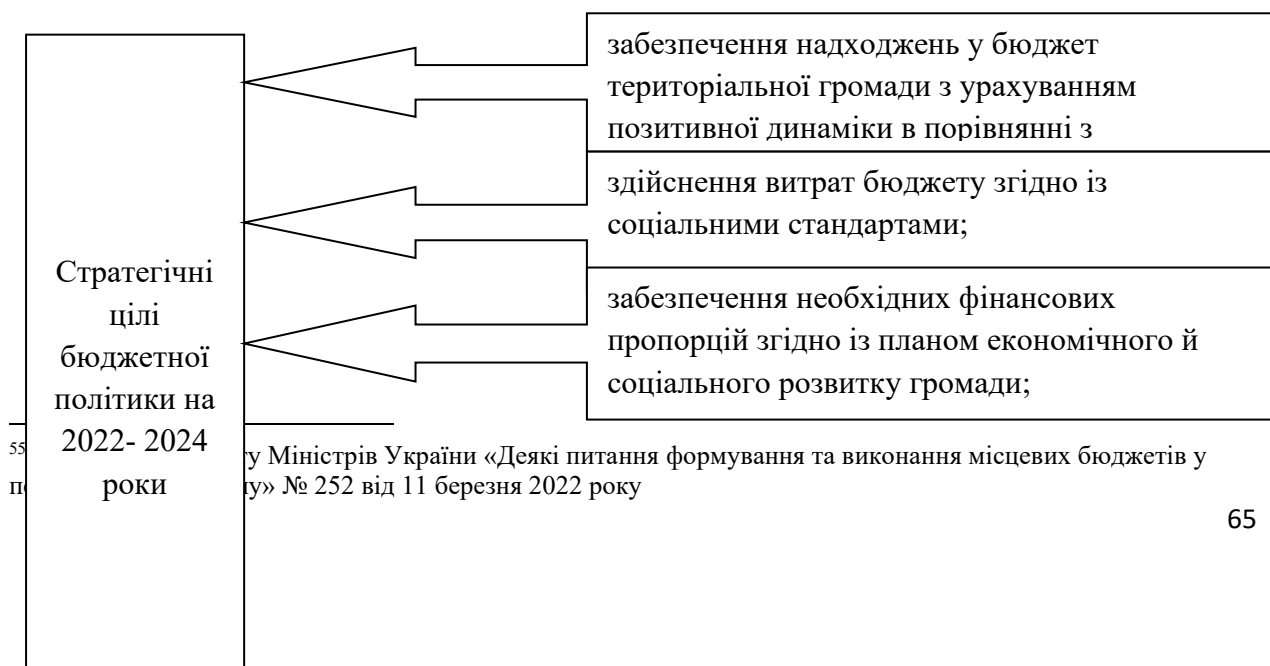 забезпечення надходжень у бюджет
територіальної громади з урахуванням
позитивної динаміки в порівнянні з
здійснення витрат бюджету згідно із
соціальними стандартами;
забезпечення необхідних фінансових
пропорцій згідно із планом економічного й
соціального розвитку громади;
Стратегічні
цілі
бюджетної
політики на
2022- 2024
роки
55 у Міністрів України «Деякі питання формування та виконання місцевих бюджетів у
№ 252 від 11 березня 2022 року
65